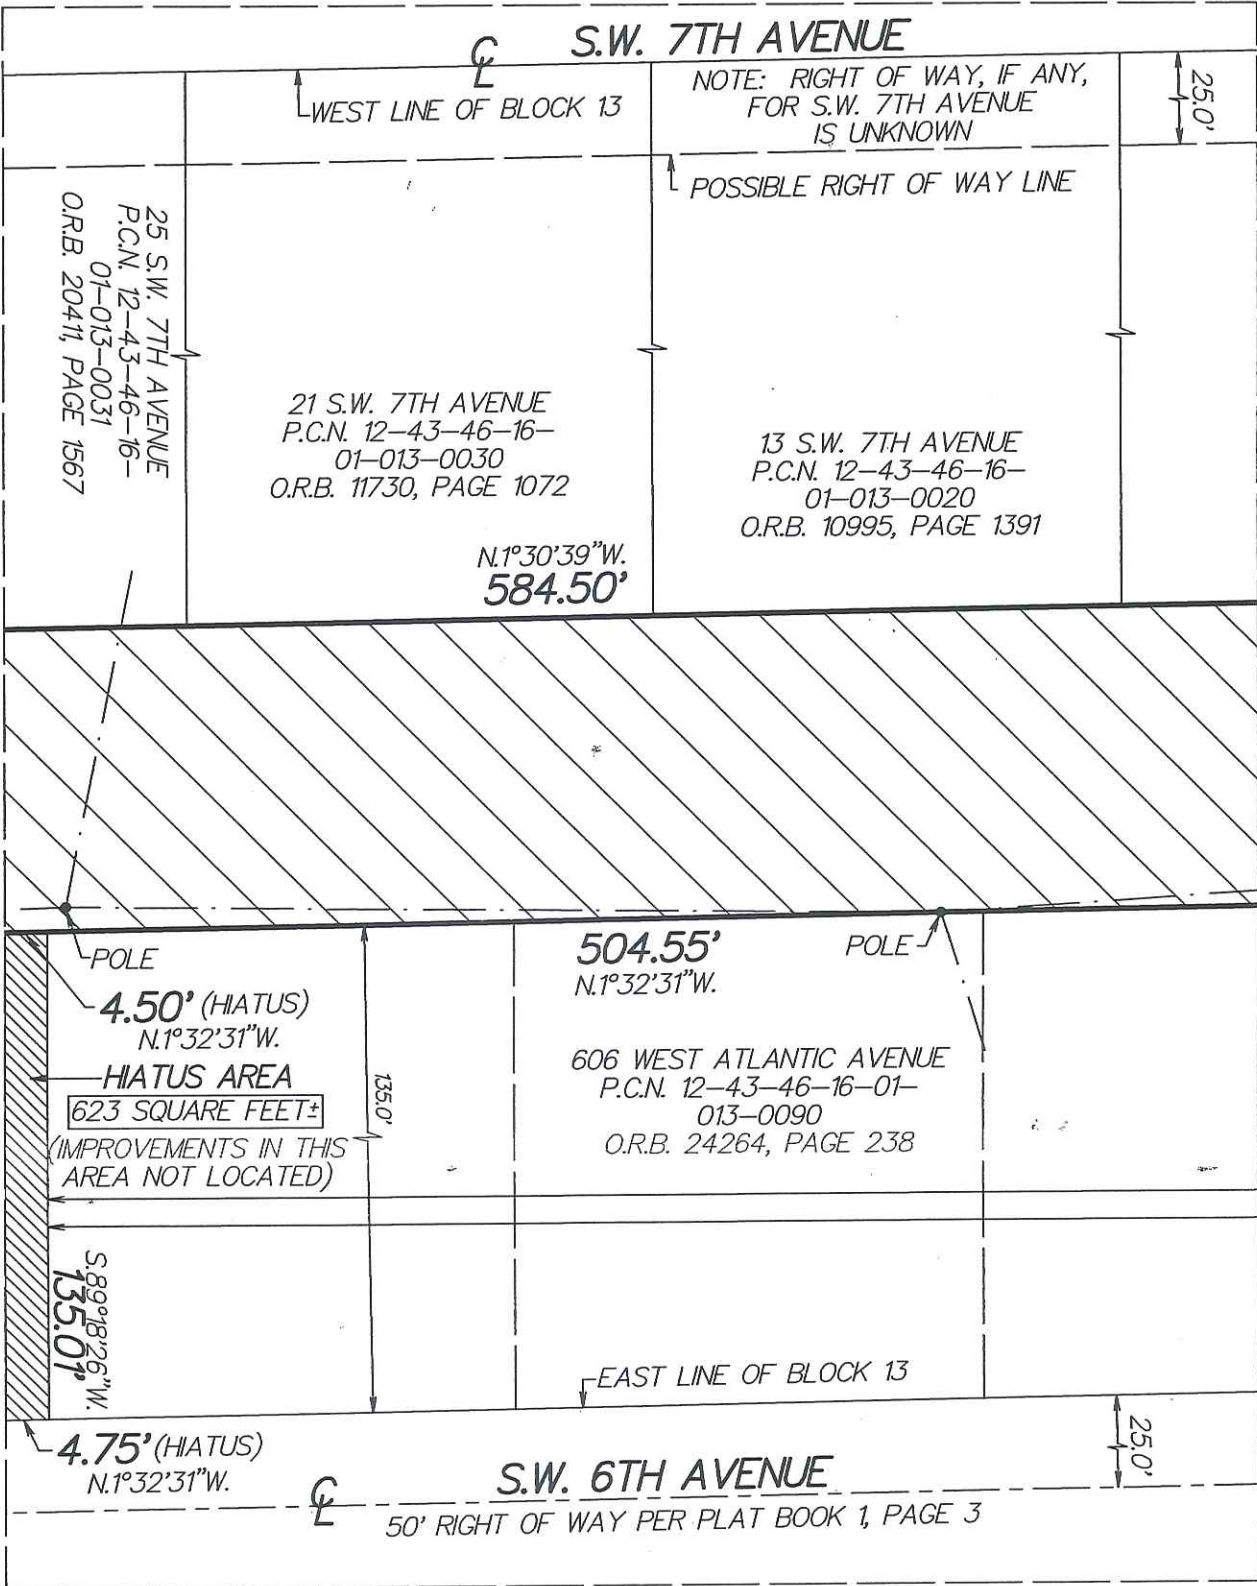 ℄ S.W. 7TH AVENUE
WEST LINE OF BLOCK 13
NOTE: RIGHT OF WAY, IF ANY,
FOR S.W. 7TH AVENUE
IS UNKNOWN
25.0'
POSSIBLE RIGHT OF WAY LINE
25 S.W. 7TH AVENUE
P.C.N. 12-43-46-16-
01-013-0031
O.R.B. 20411, PAGE 1567
21 S.W. 7TH AVENUE
P.C.N. 12-43-46-16-
01-013-0030
O.R.B. 11730, PAGE 1072
13 S.W. 7TH AVENUE
P.C.N. 12-43-46-16-
01-013-0020
O.R.B. 10995, PAGE 1391
N.1°30'39"W.
584.50'
POLE
504.55'
N.1°32'31"W.
POLE
4.50' (HIATUS)
N.1°32'31"W.
HIATUS AREA
623 SQUARE FEET±
(IMPROVEMENTS IN THIS
AREA NOT LOCATED)
135.0'
606 WEST ATLANTIC AVENUE
P.C.N. 12-43-46-16-01-
013-0090
O.R.B. 24264, PAGE 238
S.89°18'26"W.
135.01'
EAST LINE OF BLOCK 13
4.75' (HIATUS)
N.1°32'31"W.
25.0'
℄ S.W. 6TH AVENUE
50' RIGHT OF WAY PER PLAT BOOK 1, PAGE 3